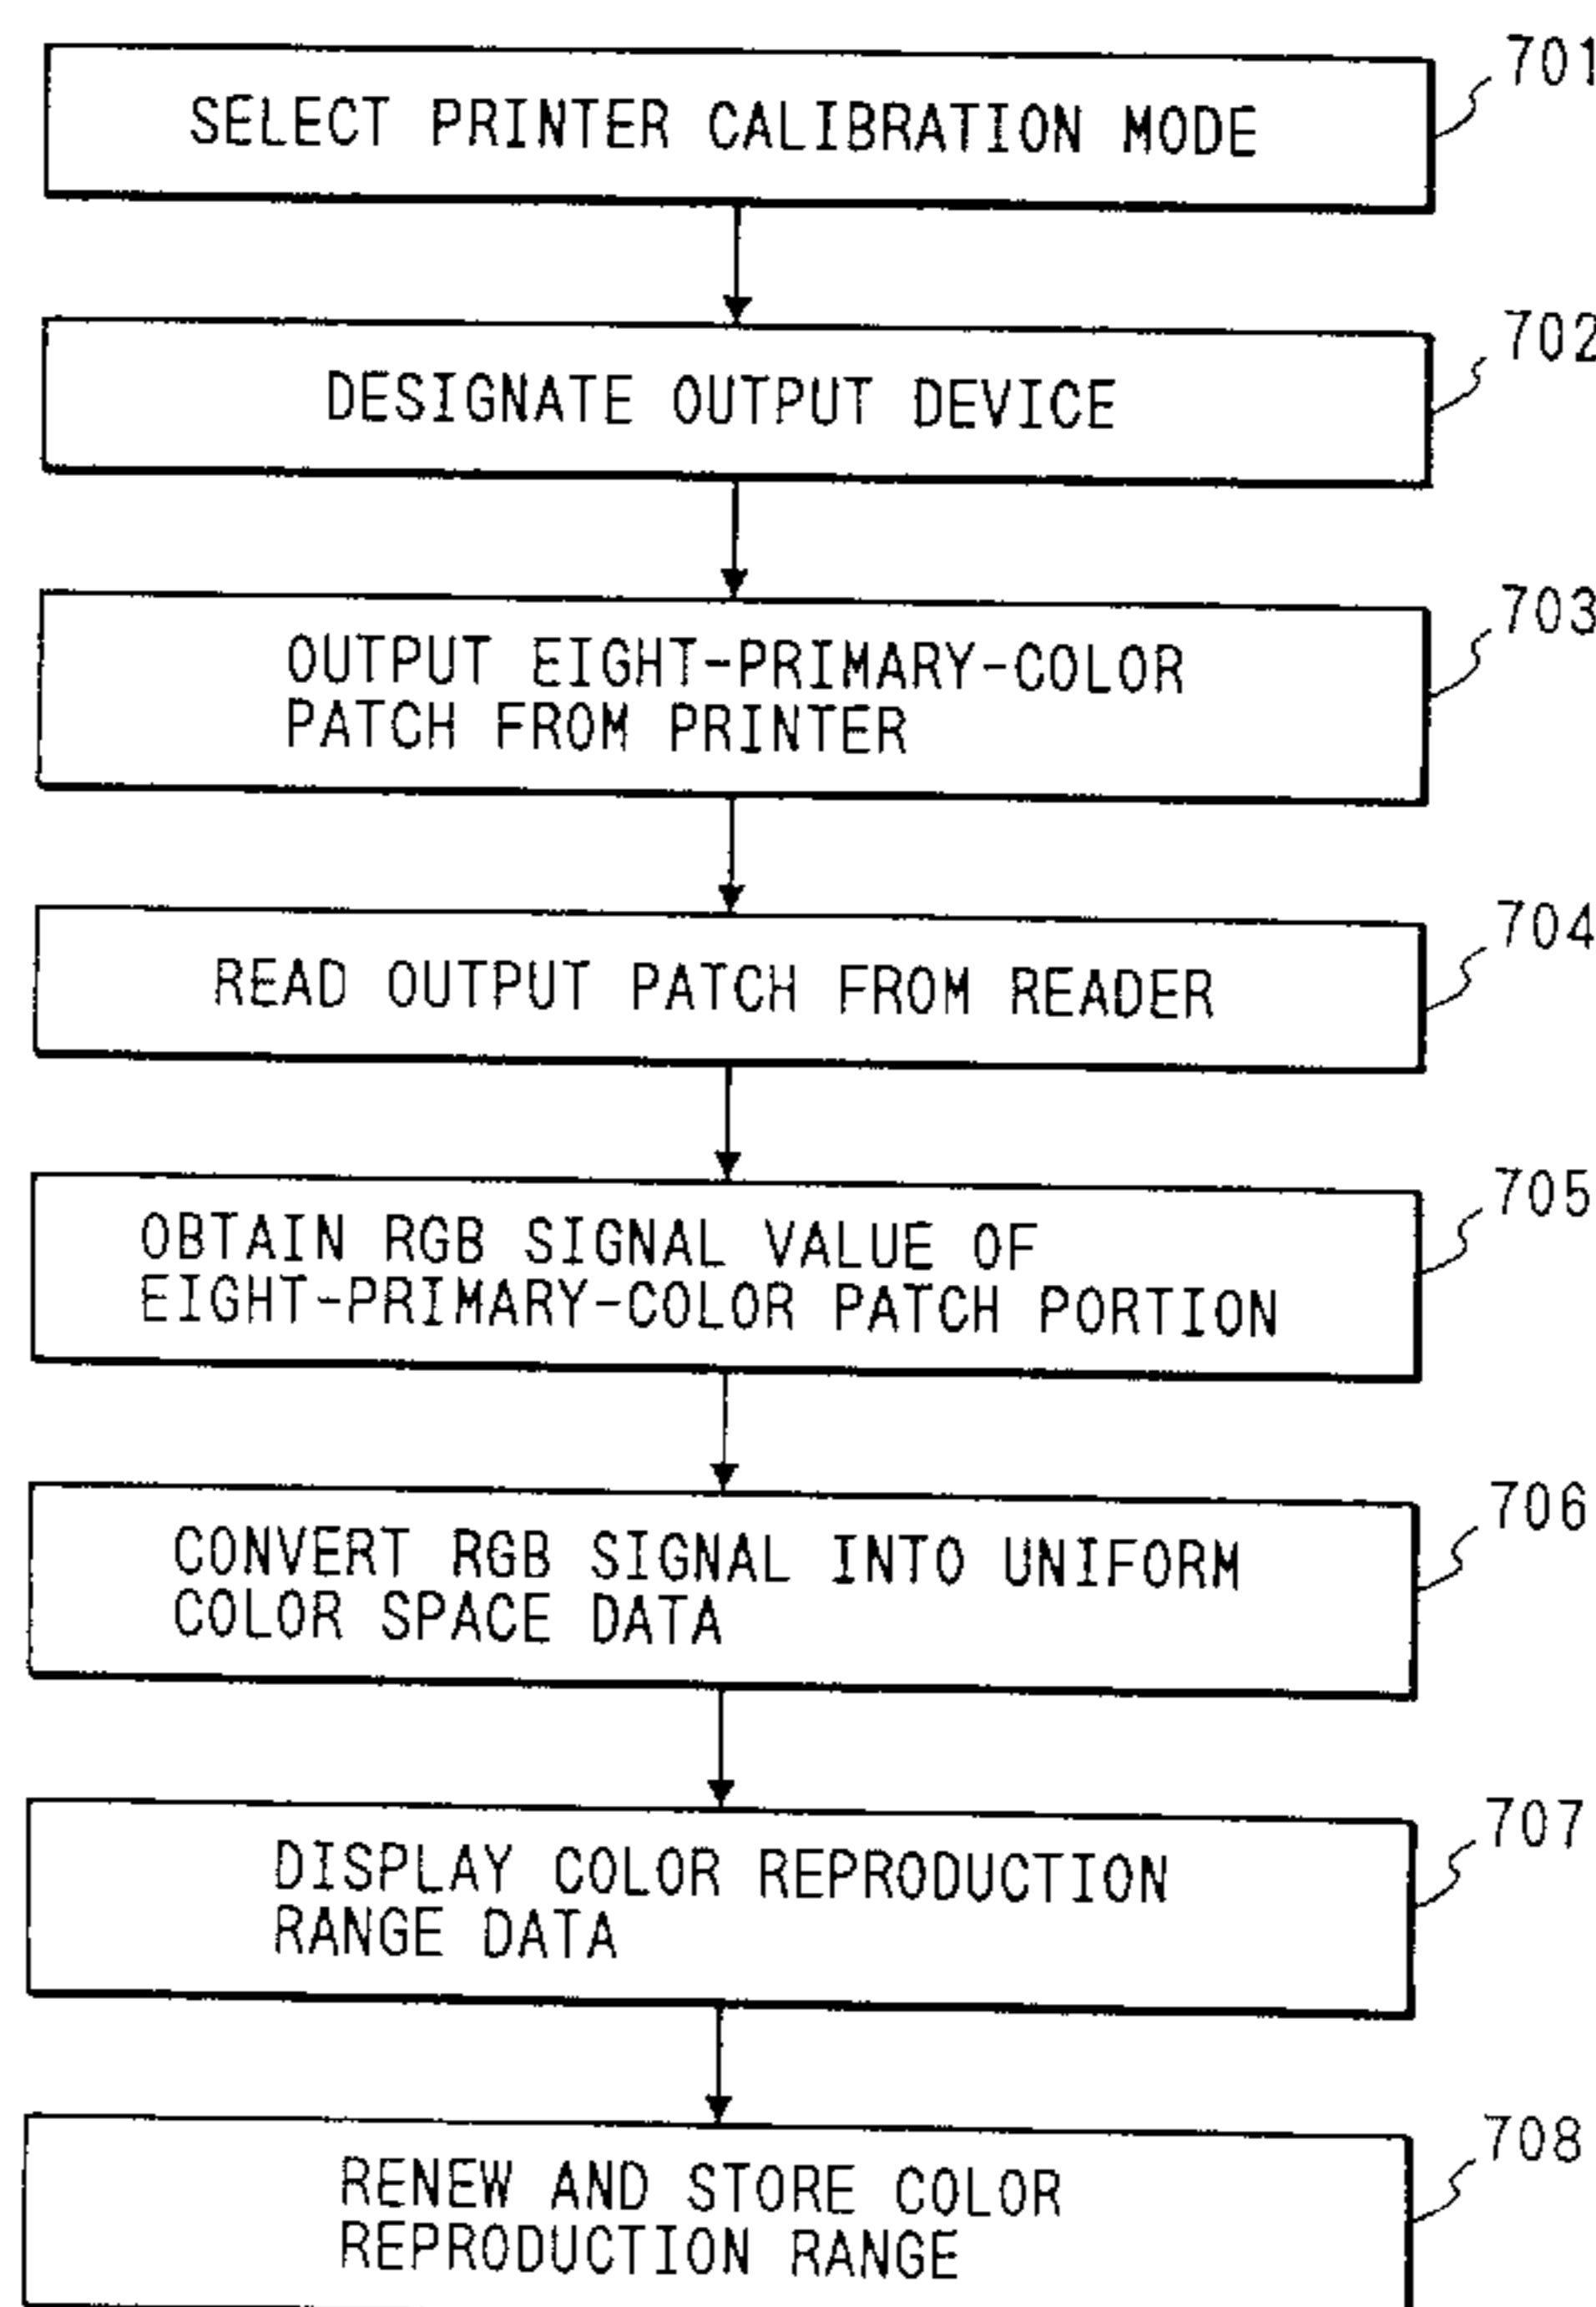 701
SELECT PRINTER CALIBRATION MODE
702
DESIGNATE OUTPUT DEVICE
703
OUTPUT EIGHT-PRIMARY-COLOR
PATCH FROM PRINTER
704
READ OUTPUT PATCH FROM READER
705
OBTAIN RGB SIGNAL VALUE OF
EIGHT-PRIMARY-COLOR PATCH PORTION
706
CONVERT RGB SIGNAL INTO UNIFORM
COLOR SPACE DATA
707
DISPLAY COLOR REPRODUCTION
RANGE DATA
708
RENEW AND STORE COLOR
REPRODUCTION RANGE